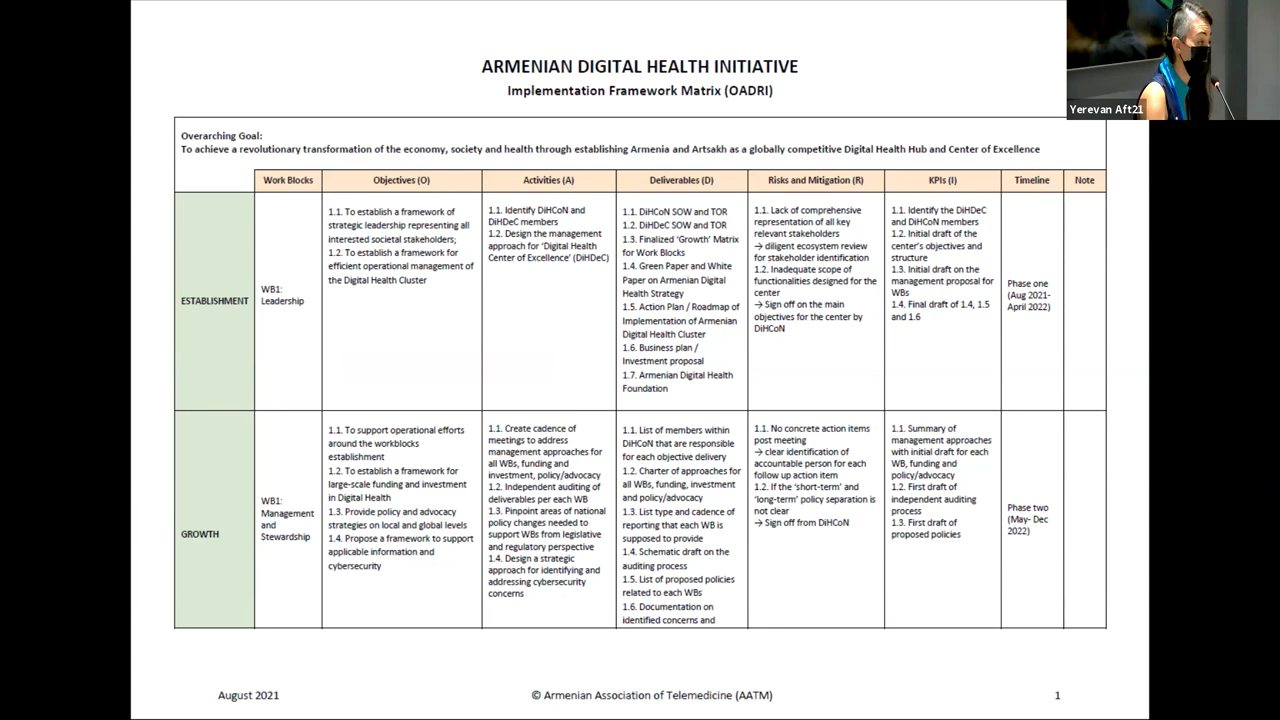 ARMENIAN DIGITAL HEALTH INITIATIVE
Implementation Framework Matrix (OADRI)
Yerevan Aft21
Overarching Goal:
To achieve a revolutionary transformation of the economy, society and health through establishing Armenia and Artsakh as a globally competitive Digital Health Hub and Center of Excellence
Work Blocks
Objectives (O)
Activities (A)
Deliverables (D)
Risks and Mitigation (R)
KPIs (I)
Timeline
Note
ESTABLISHMENT
WB1:
Leadership
1.1. To establish a framework of
strategic leadership representing all
interested societal stakeholders;
1.2. To establish a framework for
efficient operational management of
the Digital Health Cluster
1.1. Identify DiHCoN and
DiHDeC members
1.2. Design the management
approach for 'Digital Health
Center of Excellence' (DiHDeC)
1.1. DiHCoN SOW and TOR
1.2. DiHDeC SOW and TOR
1.3. Finalized 'Growth' Matrix
for Work Blocks
1.4. Green Paper and White
Paper on Armenian Digital
Health Strategy
1.5. Action Plan / Roadmap of
Implementation of Armenian
Digital Health Cluster
1.6. Business plan /
Investment proposal
1.7. Armenian Digital Health
Foundation
1.1. Lack of comprehensive
representation of all key
relevant stakeholders
→ diligent ecosystem review
for stakeholder identification
1.2. Inadequate scope of
functionalities designed for the
center
→ Sign off on the main
objectives for the center by
DiHCoN
1.1. Identify the DiHDeC
and DiHCoN members
1.2. Initial draft of the
center's objectives and
structure
1.3. Initial draft on the
management proposal for
WBs
1.4. Final draft of 1.4, 1.5
and 1.6
Phase one
(Aug 2021-
April 2022)
GROWTH
WB1:
Management
and
Stewardship
1.1. To support operational efforts
around the workblocks
establishment
1.2. To establish a framework for
large-scale funding and investment
in Digital Health
1.3. Provide policy and advocacy
strategies on local and global levels
1.4. Propose a framework to support
applicable information and
cybersecurity
1.1. Create cadence of
meetings to address
management approaches for
all WBs, funding and
investment, policy/advocacy
1.2. Independent auditing of
deliverables per each WB
1.3. Pinpoint areas of national
policy changes needed to
support WBs from legislative
and regulatory perspective
1.4. Design a strategic
approach for identifying and
addressing cybersecurity
concerns
1.1. List of members within
DiHCoN that are responsible
for each objective delivery
1.2. Charter of approaches for
all WBs, funding, investment
and policy/advocacy
1.3. List type and cadence of
reporting that each WB is
supposed to provide
1.4. Schematic draft on the
auditing process
1.5. List of proposed policies
related to each WBs
1.6. Documentation on
identified concerns and
1.1. No concrete action items
post meeting
→ clear identification of
accountable person for each
follow up action item
1.2. If the 'short-term' and
'long-term' policy separation is
not clear
→ Sign off from DiHCoN
1.1. Summary of
management approaches
with initial draft for each
WB, funding and
policy/advocacy
1.2. First draft of
independent auditing
process
1.3. First draft of
proposed policies
Phase two
(May- Dec
2022)
August 2021
© Armenian Association of Telemedicine (AATM)
1